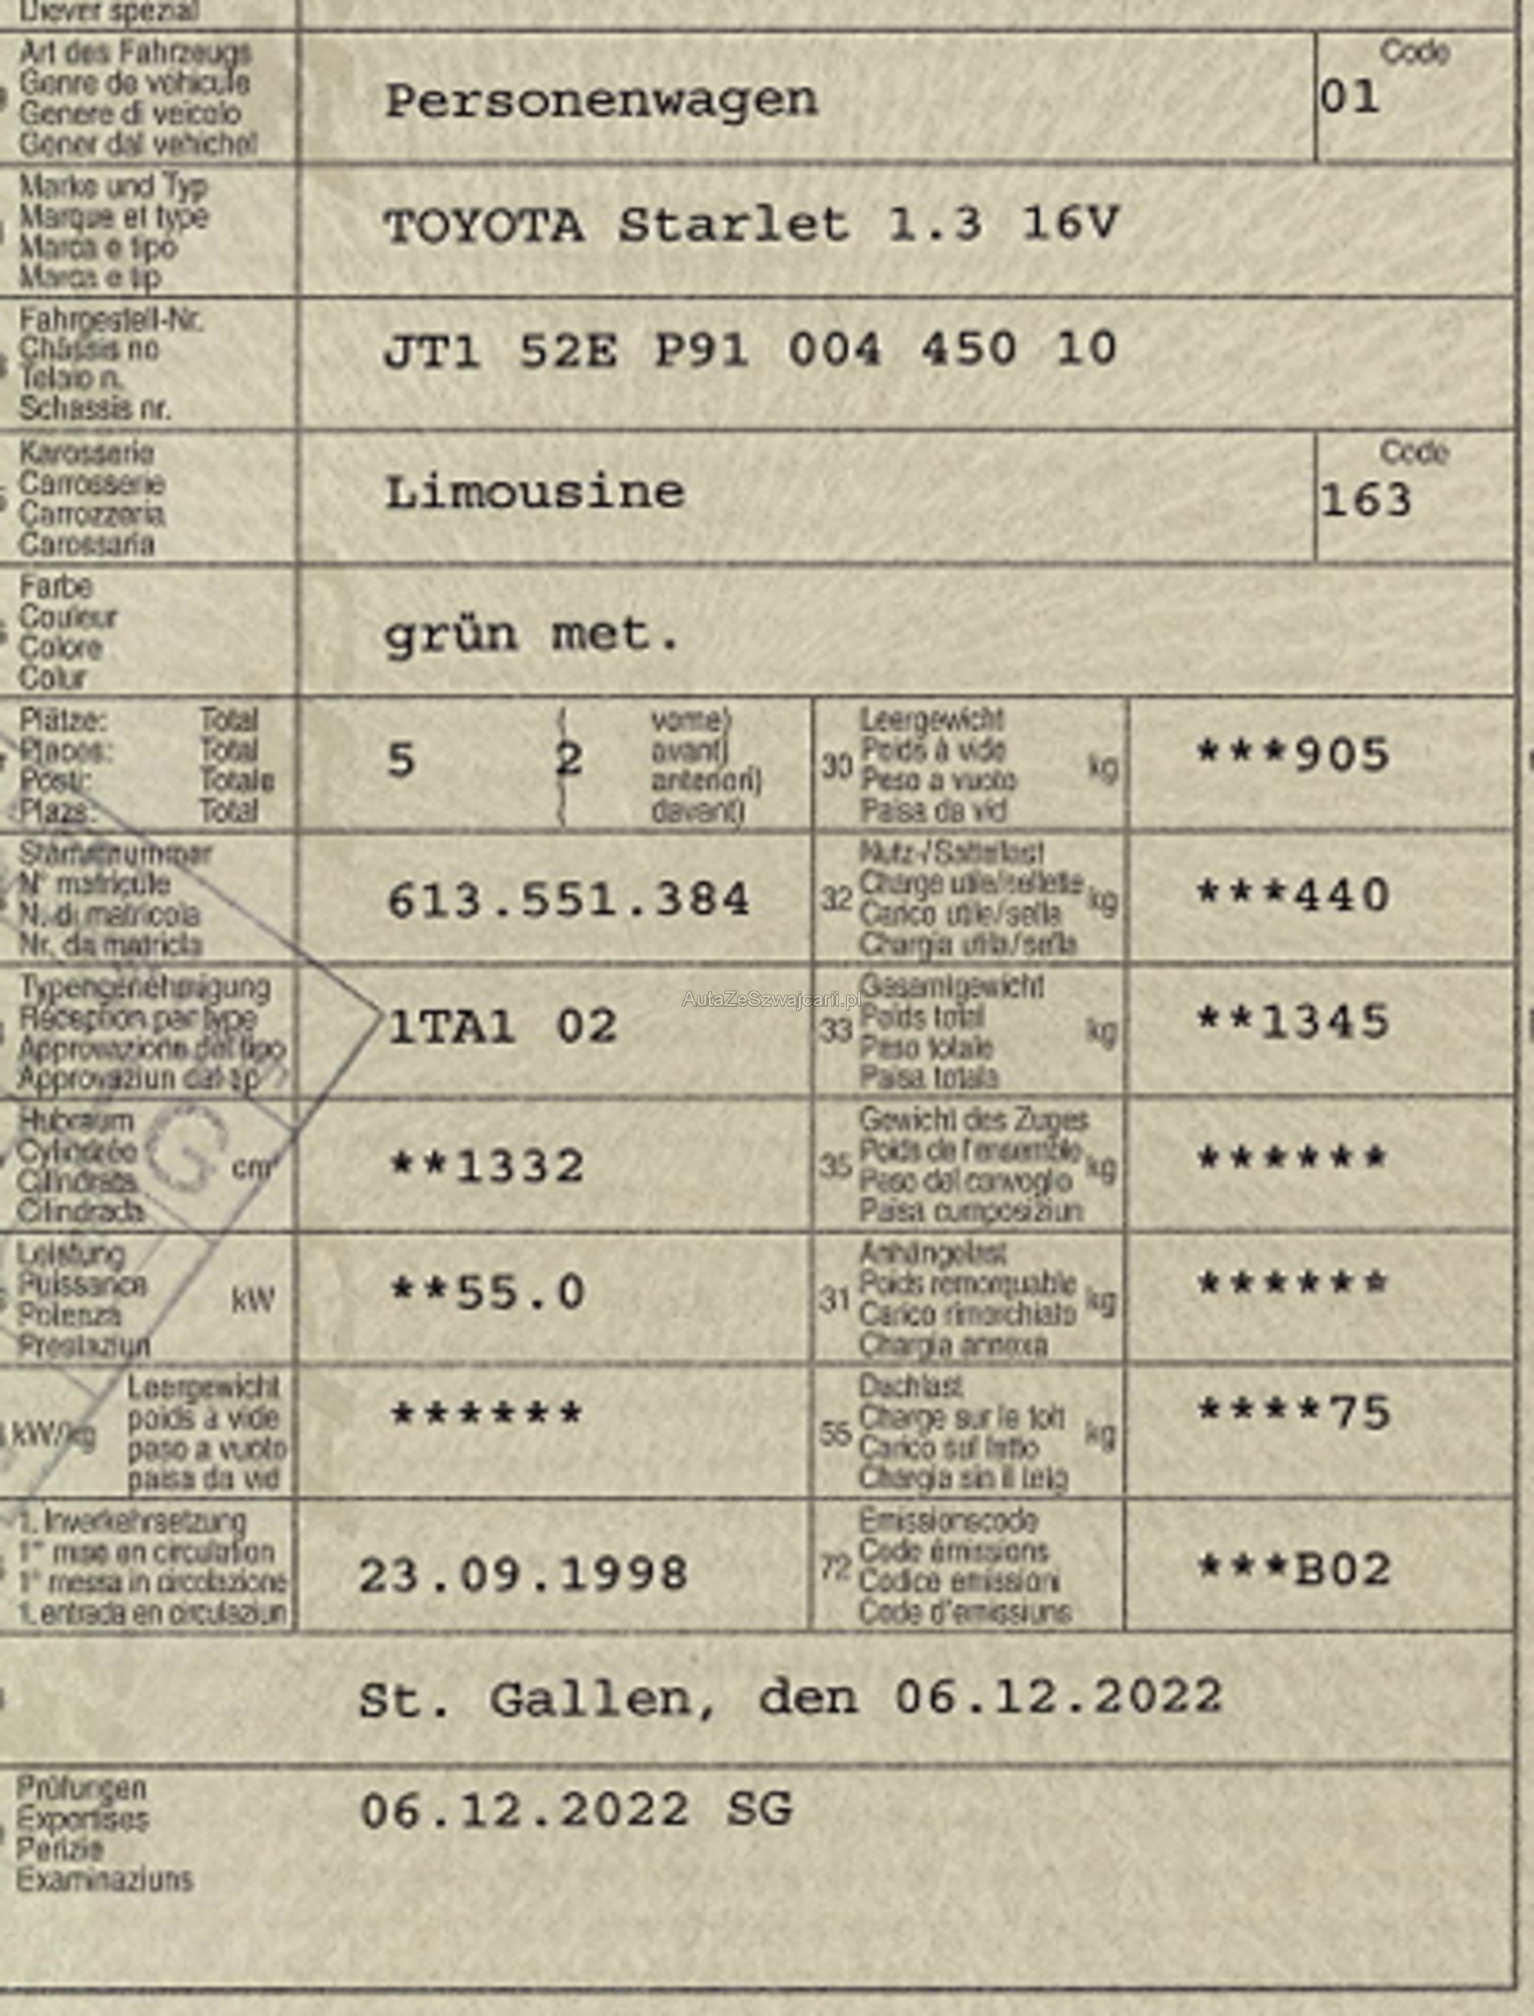 Diever spezial
Art des Fahrzeugs
Genre de véhicule
Genere di veicolo
Gener dal vehichel
Personenwagen
Code
01
Marke und Typ
Marque et type
Marca e tipo
Marca e tip
TOYOTA Starlet 1.3 16V
Fahrgestell-Nr.
Châssis no
Telaio n.
Schassis nr.
JT1 52E P91 004 450 10
Karosserie
Carrosserie
Carrozzeria
Carossaria
Limousine
Code
163
Farbe
Couleur
Colore
Colur
grün met.
Plätze: Total
Places: Total
Posti: Totale
Plazs: Total
5 ( 2 vorne)
avant)
anteriori)
davant)
30 Leergewicht
Poids à vide
Peso a vuoto
Paisa da vid
kg
***905
Stammnummer
N° matricule
N. di matricola
Nr. da matricla
613.551.384
32 Nutz-/Sattellast
Charge utile/sellette
Carico utile/sella
Chargia utila/sella
kg
***440
Typengenehmigung
Réception par type
Approvazione del tipo
Approvaziun dal tip
1TA1 02
33 Gesamtgewicht
Poids total
Peso totale
Paisa totala
kg
**1345
Hubraum
Cylindrée
Cilindrata
Cilindrada
cm³
**1332
35 Gewicht des Zuges
Poids de l'ensemble
Peso del convoglio
Paisa cumposiziun
kg
******
Leistung
Puissance
Potenza
Prestaziun
kW
**55.0
31 Anhängelast
Poids remorquable
Carico rimorchiato
Chargia annexa
kg
******
kW/kg
Leergewicht
poids à vide
paso a vuoto
paisa da vid
******
55 Dachlast
Charge sur le toit
Carico sul tetto
Chargia sin il tetg
kg
****75
1. Inverkehrsetzung
1re mise en circulation
1a messa in circolazione
1. entrada en circulaziun
23.09.1998
72 Emissionscode
Code émissions
Codice emissioni
Code d'emissiuns
***B02
St. Gallen, den 06.12.2022
Prüfungen
Expertises
Perizie
Examinaziuns
06.12.2022 SG
G
AutaZeSzwajcarii.pl